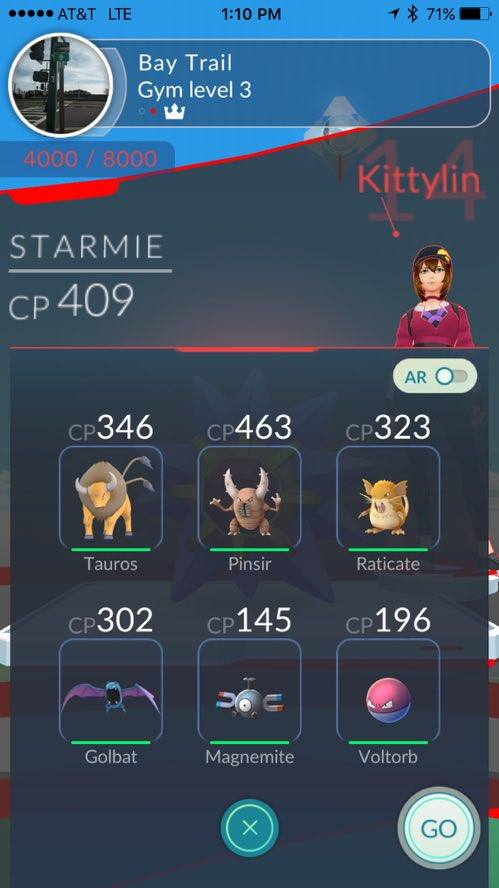 AT&T LTE 1:10 PM 71%
Bay Trail
Gym level 3
4000 / 8000
14
Kittylin
STARMIE
CP 409
AR
CP346 CP463 CP323
Tauros Pinsir Raticate
CP302 CP145 CP196
Golbat Magnemite Voltorb
GO